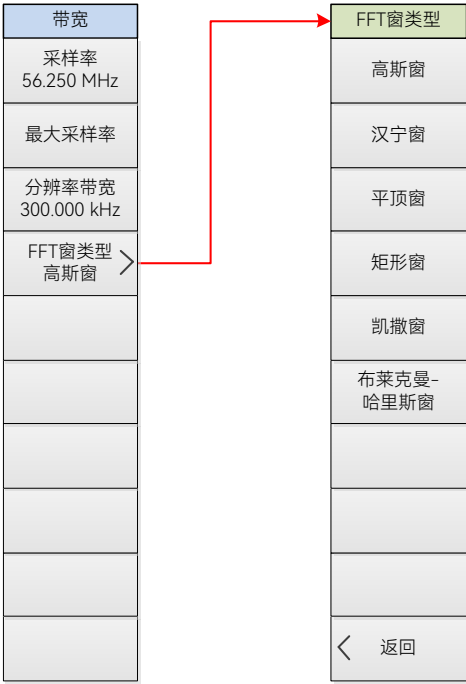 带宽
采样率
56.250 MHz
最大采样率
分辨率带宽
300.000 kHz
FFT窗类型
高斯窗
FFT窗类型
高斯窗
汉宁窗
平顶窗
矩形窗
凯撒窗
布莱克曼-
哈里斯窗
返回